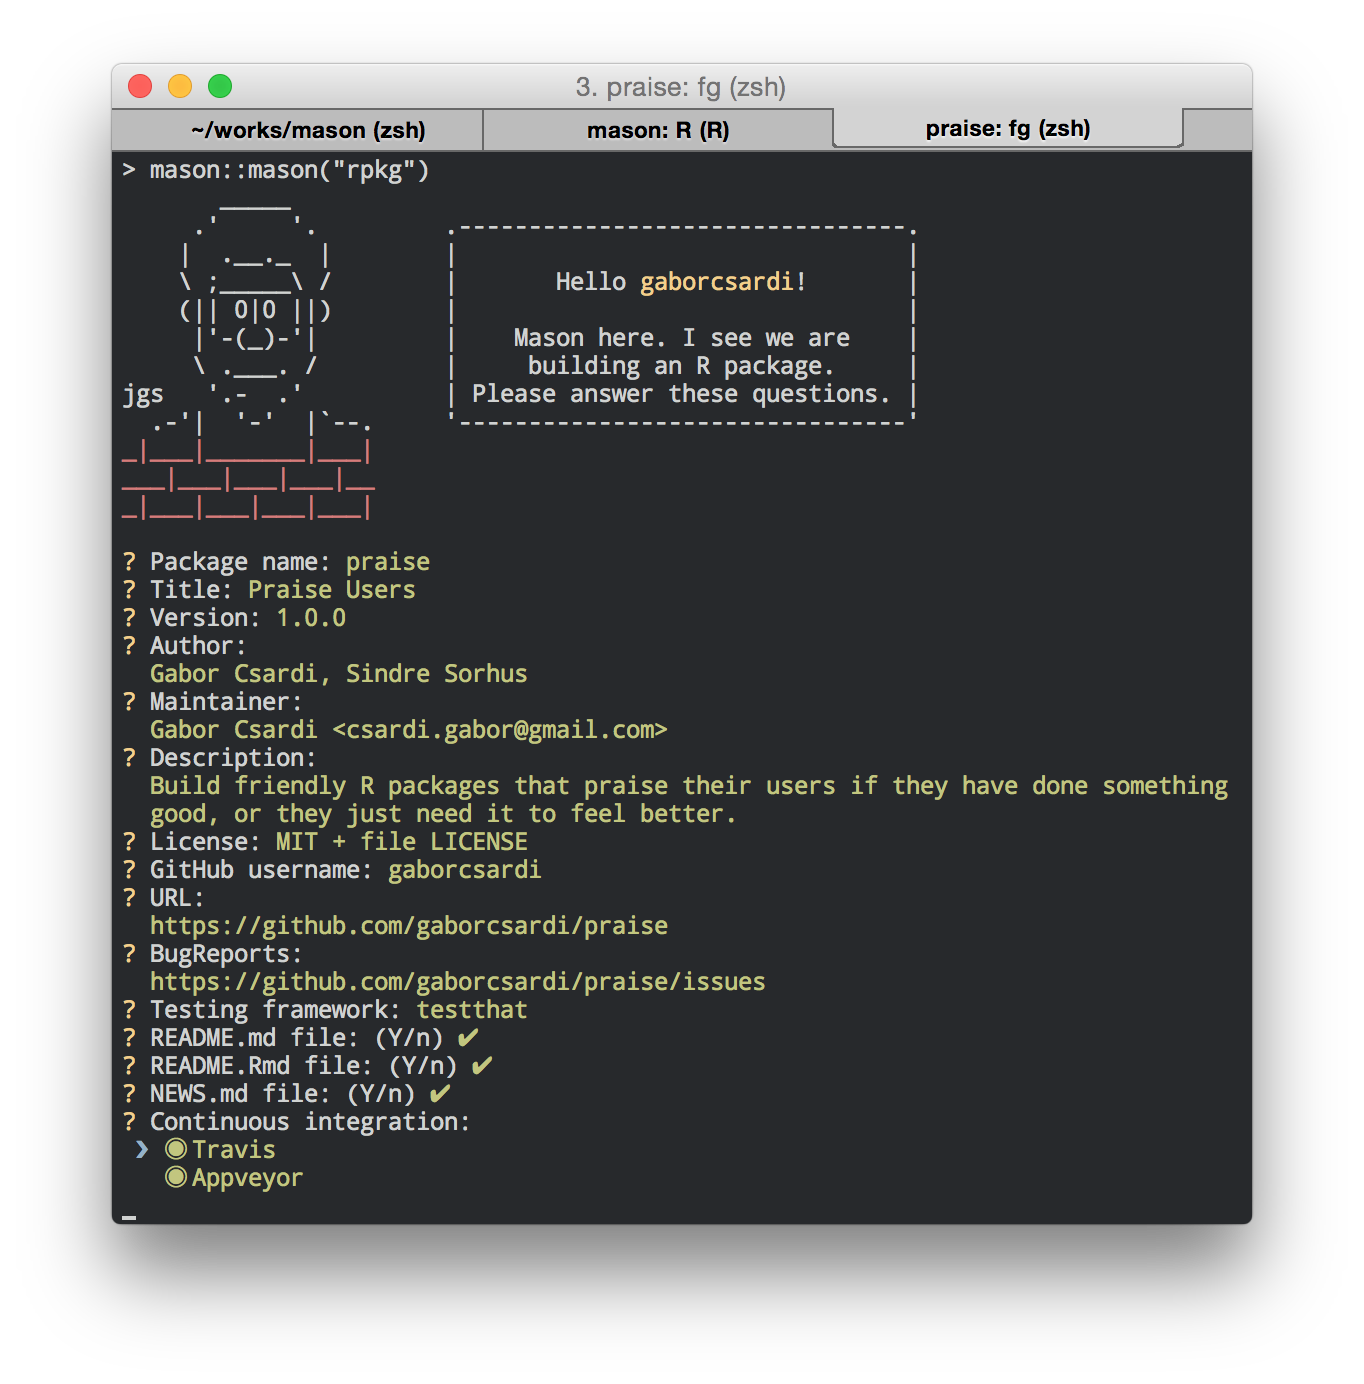 3. praise: fg (zsh)
~/works/mason (zsh) mason: R (R) praise: fg (zsh)
> mason::mason("rpkg")
Hello gaborcsardi!
Mason here. I see we are
building an R package.
Please answer these questions.
jgs
? Package name: praise
? Title: Praise Users
? Version: 1.0.0
? Author:
Gabor Csardi, Sindre Sorhus
? Maintainer:
Gabor Csardi <csardi.gabor@gmail.com>
? Description:
Build friendly R packages that praise their users if they have done something
good, or they just need it to feel better.
? License: MIT + file LICENSE
? GitHub username: gaborcsardi
? URL:
https://github.com/gaborcsardi/praise
? BugReports:
https://github.com/gaborcsardi/praise/issues
? Testing framework: testthat
? README.md file: (Y/n) ✔
? README.Rmd file: (Y/n) ✔
? NEWS.md file: (Y/n) ✔
? Continuous integration:
❯ ◉ Travis
◉ Appveyor